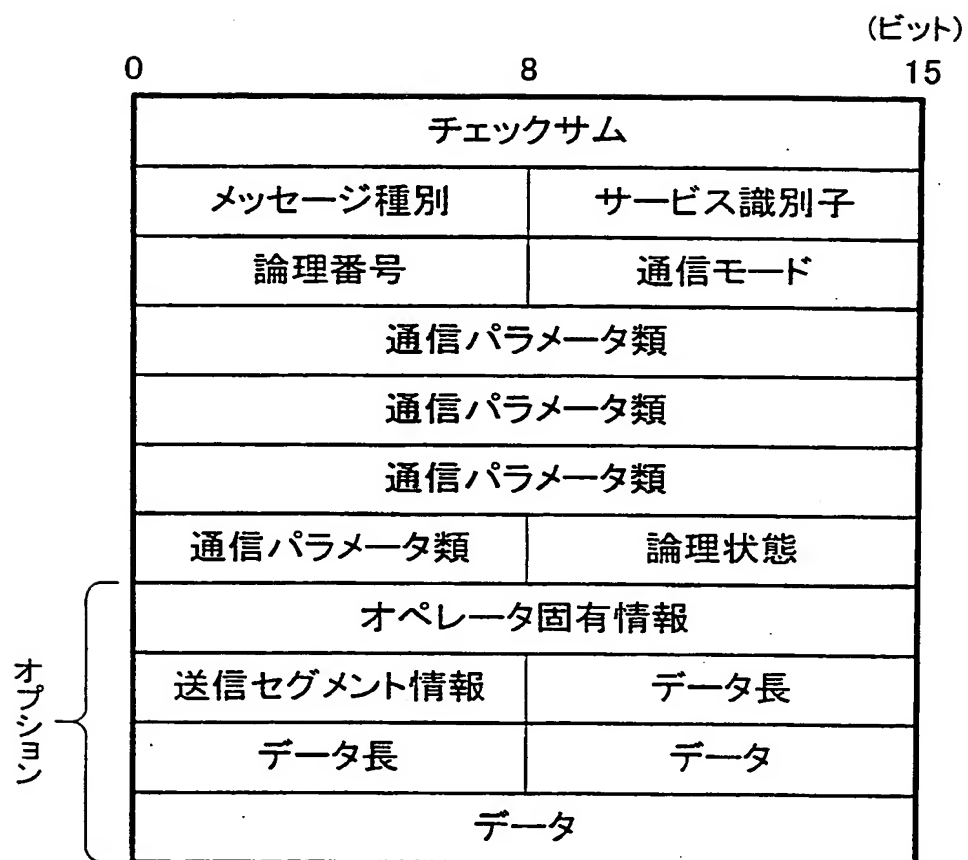 (ビット)
0 8 15
チェックサム
メッセージ種別 サービス識別子
論理番号 通信モード
通信パラメータ類
通信パラメータ類
通信パラメータ類
通信パラメータ類 論理状態
オプション
オペレータ固有情報
送信セグメント情報 データ長
データ長 データ
データ